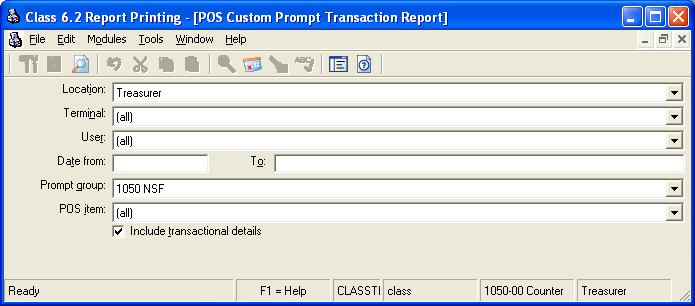 Class 6.2 Report Printing - [POS Custom Prompt Transaction Report]
File Edit Modules Tools Window Help
ABC
Location: Treasurer
Terminal: (all)
User: (all)
Date from: To:
Prompt group: 1050 NSF
POS item: (all)
Include transactional details
Ready F1 = Help CLASSTI class 1050-00 Counter Treasurer